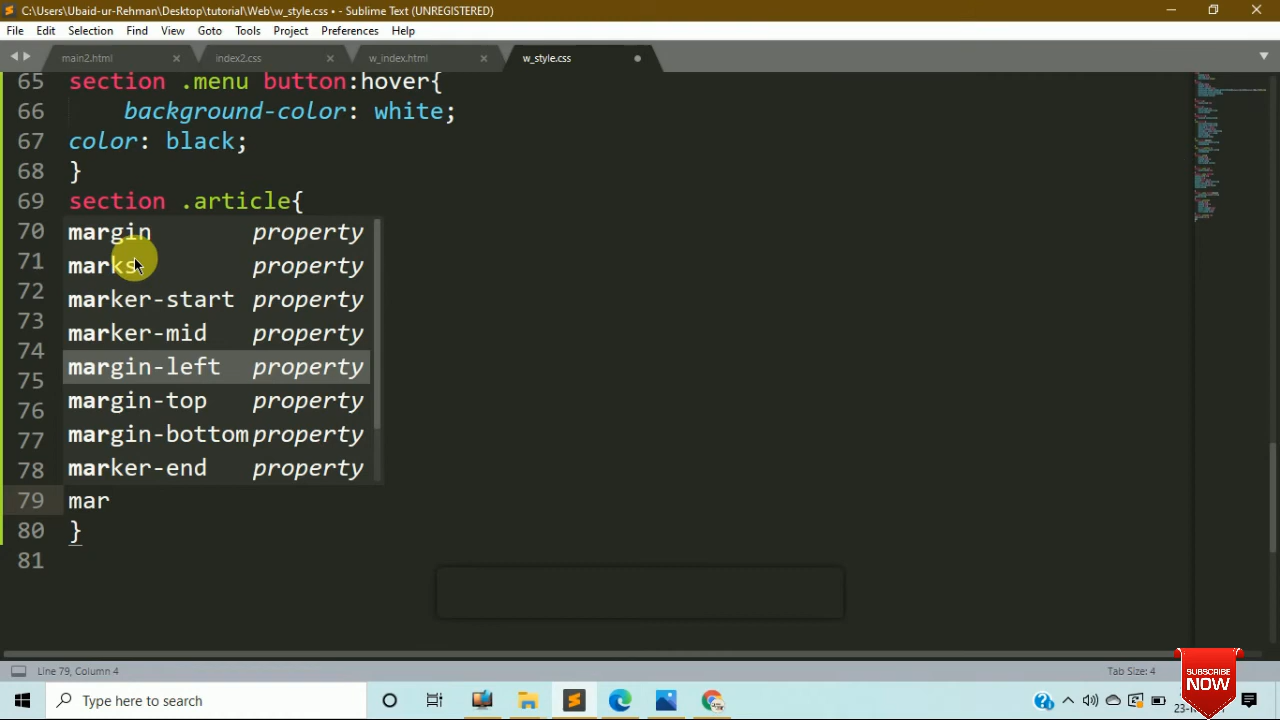 C:\Users\Ubaid-ur-Rehman\Desktop\tutorial\Web\w_style.css • - Sublime Text (UNREGISTERED)
File Edit Selection Find View Goto Tools Project Preferences Help
main2.html index2.css w_index.html w_style.css
65 section .menu button:hover{
66 background-color: white;
67 color: black;
68 }
69 section .article{
70 margin property
71 marks property
72 marker-start property
73 marker-mid property
74
75 margin-left property
76 margin-top property
77 margin-bottom property
78 marker-end property
79 mar
80 }
81
Line 79, Column 4 Tab Size: 4
Type here to search
SUBSCRIBE
NOW